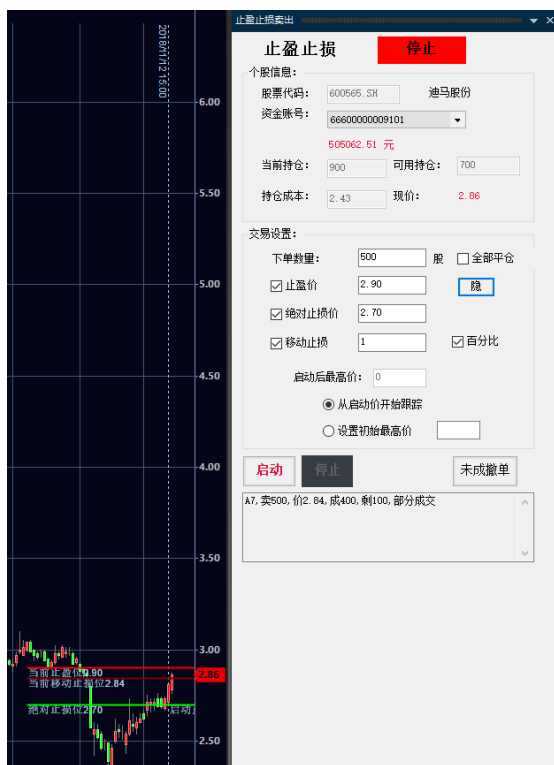 止盈止损卖出
止盈止损 停止
个股信息:
股票代码: 600565.SH 迪马股份
资金账号: 66600000009101
505062.51 元
当前持仓: 900 可用持仓: 700
持仓成本: 2.43 现价: 2.86
交易设置:
下单数量: 500 股 全部平仓
止盈价 2.90 隐
绝对止损价 2.70
移动止损 1 百分比
启动后最高价: 0
从启动价开始跟踪
设置初始最高价
启动 停止 未成撤单
A7,卖500,价2.84,成400,剩100,部分成交
2018/11/12 15:00
6.00
5.50
5.00
4.50
4.00
3.50
3.00
2.86
2.50
当前止盈位2.90
当前移动止损位2.84
绝对止损位2.70
启动